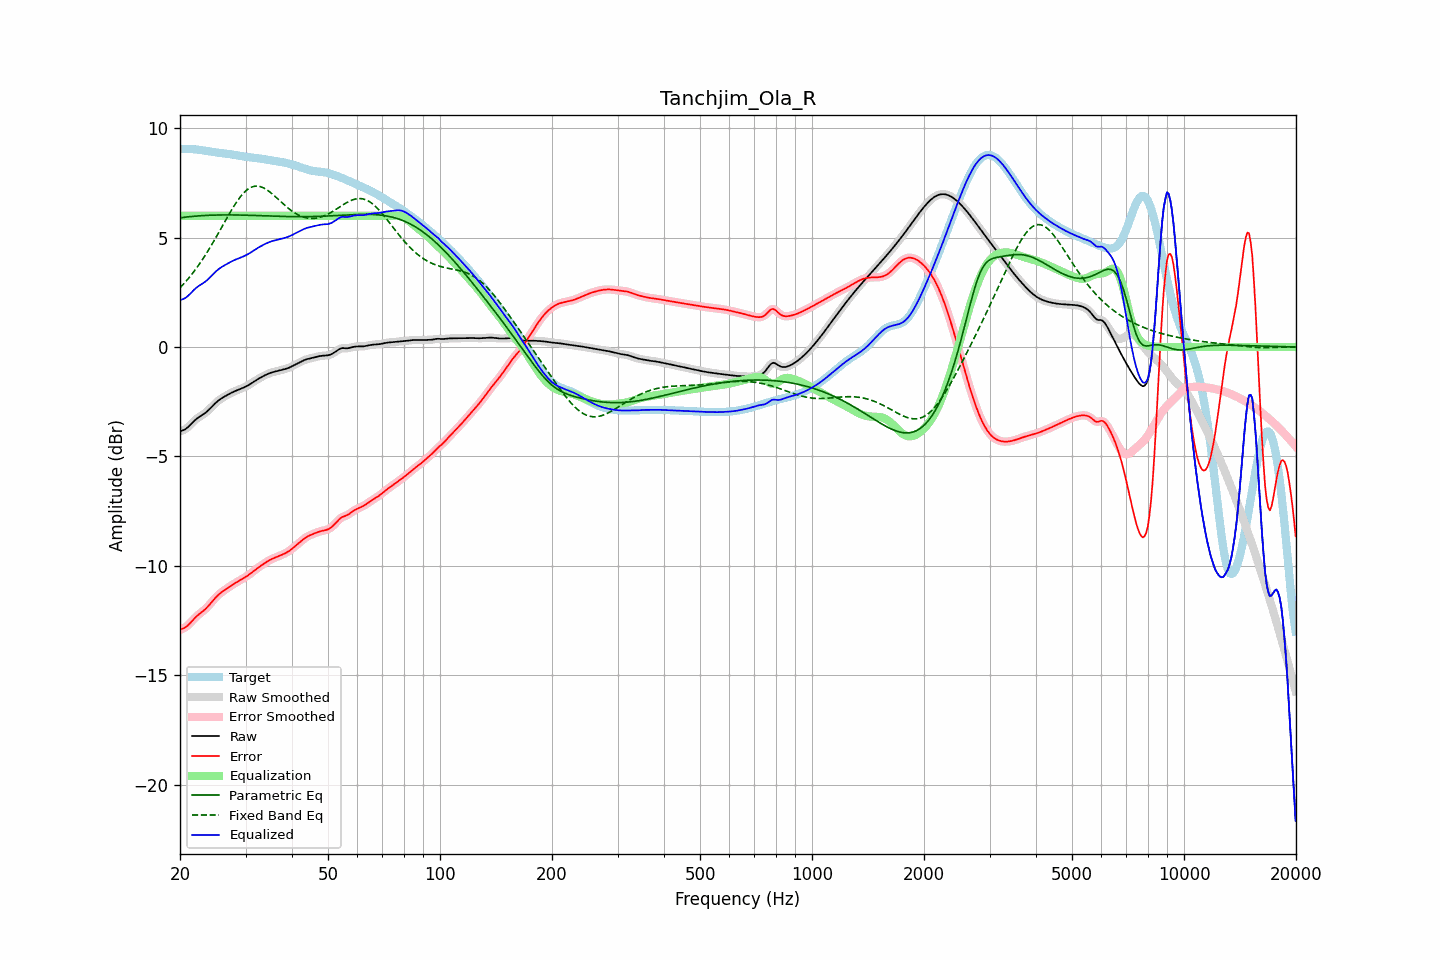 Tanchjim_Ola_R
Amplitude (dBr)
10
5
0
−5
−10
−15
−20
Target
Raw Smoothed
Error Smoothed
Raw
Error
Equalization
Parametric Eq
Fixed Band Eq
Equalized
20 50 100 200 500 1000 2000 5000 10000 20000
Frequency (Hz)